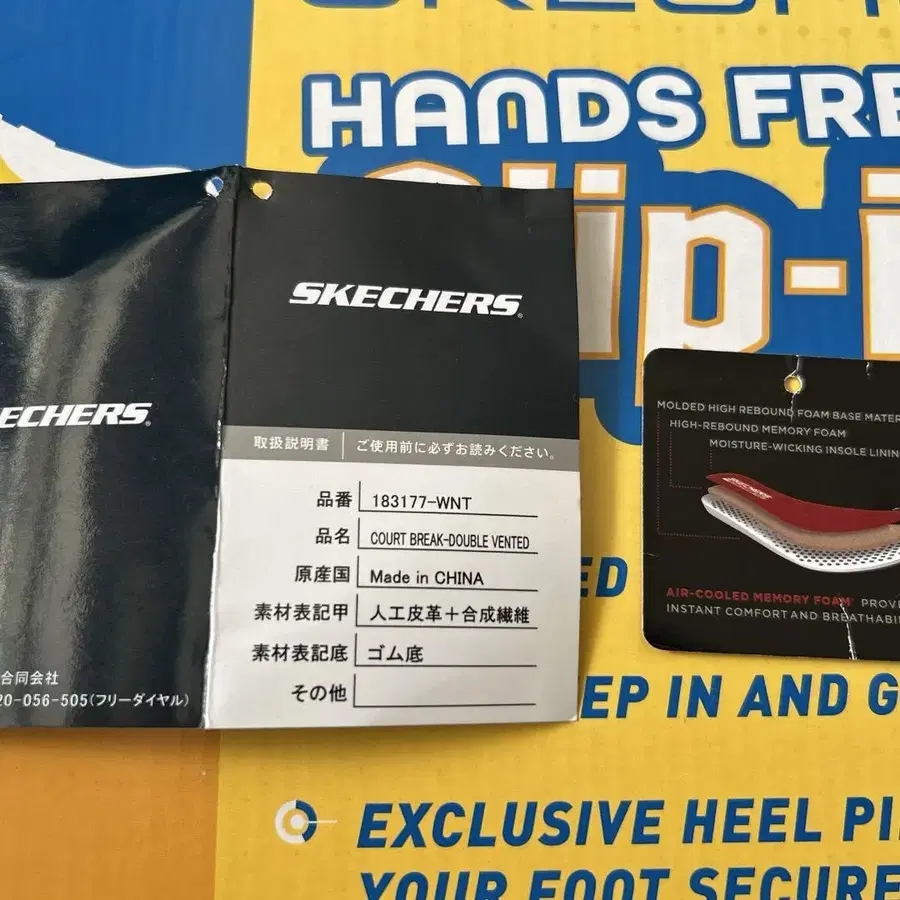 HANDS
SKECHERS
取扱説明書 ご使用前に必ずお読みください。
品番 183177-WNT
品名 COURT BREAK-DOUBLE VENTED
原産国 Made in CHINA
素材表記甲 人工皮革＋合成繊維
素材表記底 ゴム底
その他
ECHERS
合同会社
20-056-505(フリーダイヤル)
MOLDED HIGH REBOUND FOAM BASE MATER
HIGH-REBOUND MEMORY FOAM
MOISTURE-WICKING INSOLE LININ
SKECHERS
AIR-COOLED MEMORY FOAM PROV
INSTANT COMFORT AND BREATHABI
ED
EP IN AND G
EXCLUSIVE HEEL PI
YOUR FOOT SECURE